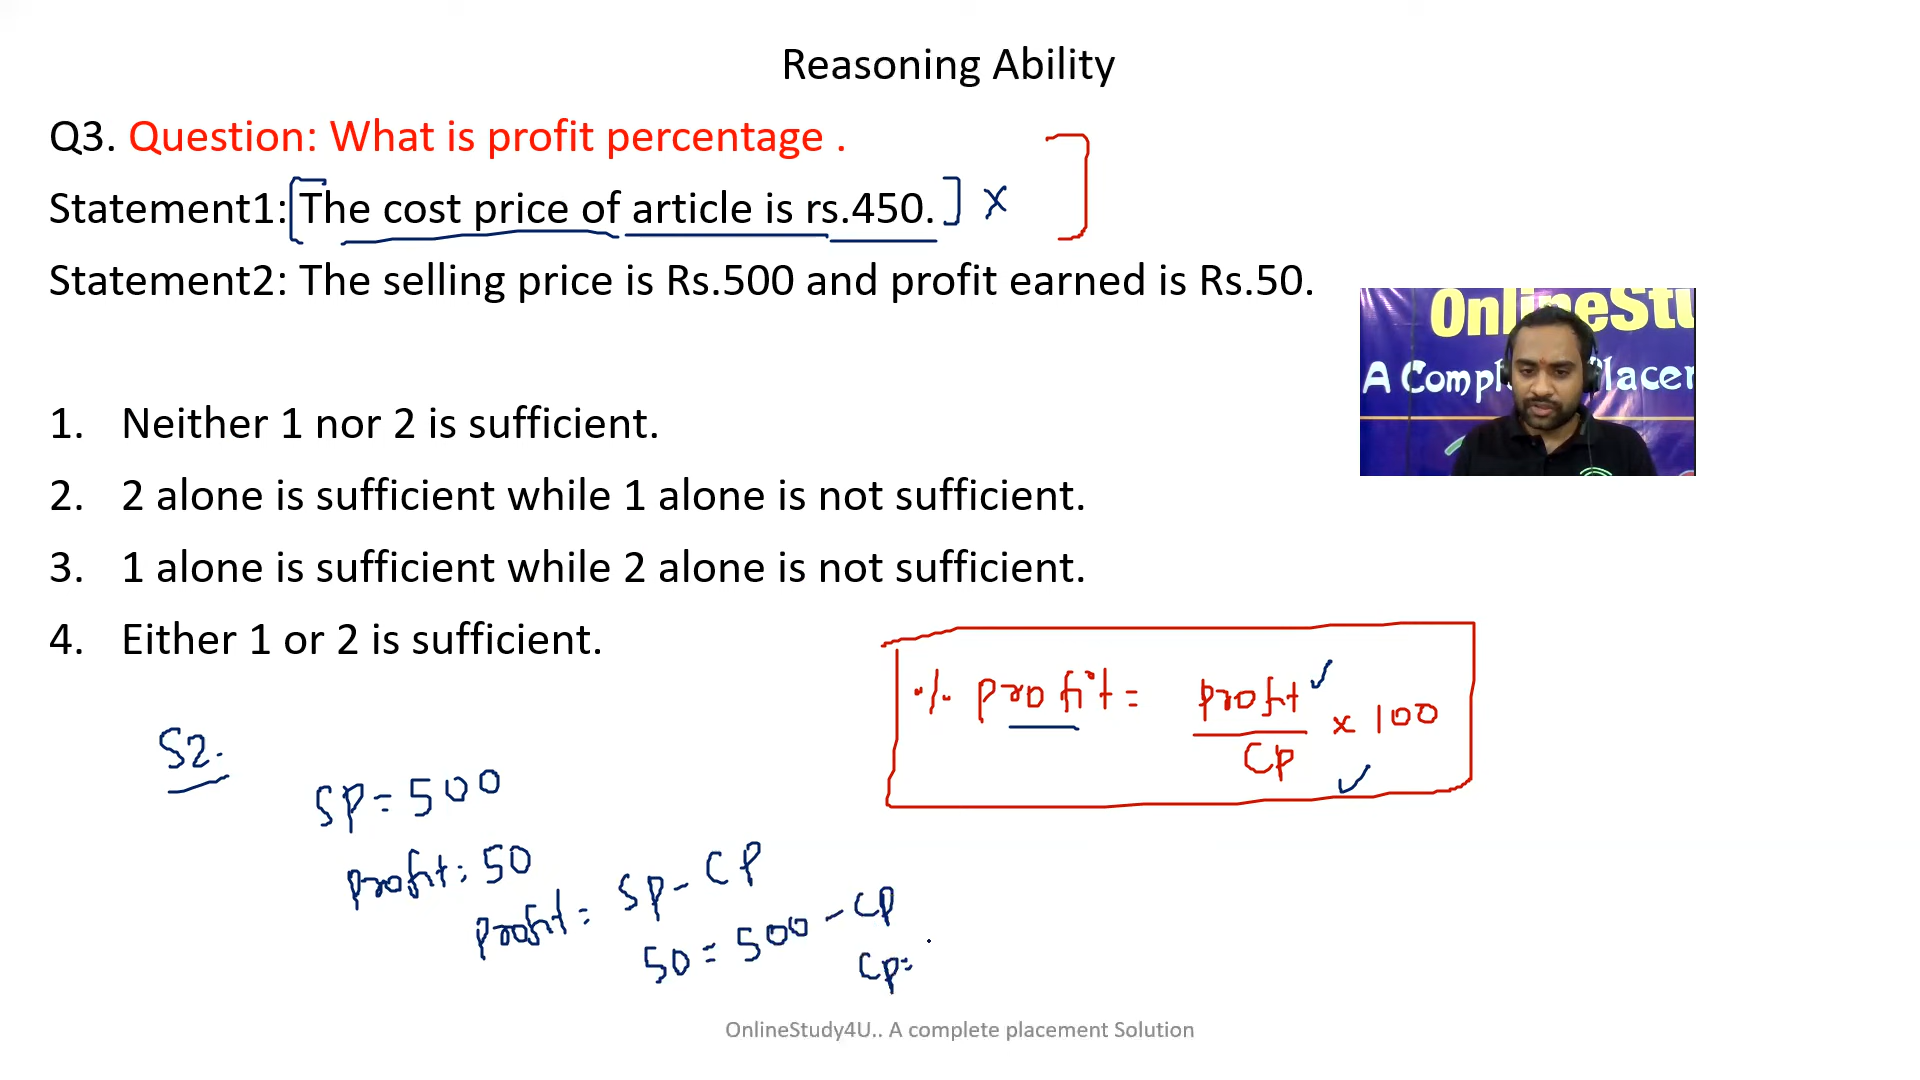 Reasoning Ability
Q3. Question: What is profit percentage .
Statement1: The cost price of article is rs.450. x
Statement2: The selling price is Rs.500 and profit earned is Rs.50.
OnlineStu
A Comple Placem
1. Neither 1 nor 2 is sufficient.
2. 2 alone is sufficient while 1 alone is not sufficient.
3. 1 alone is sufficient while 2 alone is not sufficient.
4. Either 1 or 2 is sufficient.
% profit = profit / CP x 100
S2.
SP = 500
profit: 50
profit = SP - CP
50 = 500 - CP
CP=
OnlineStudy4U.. A complete placement Solution